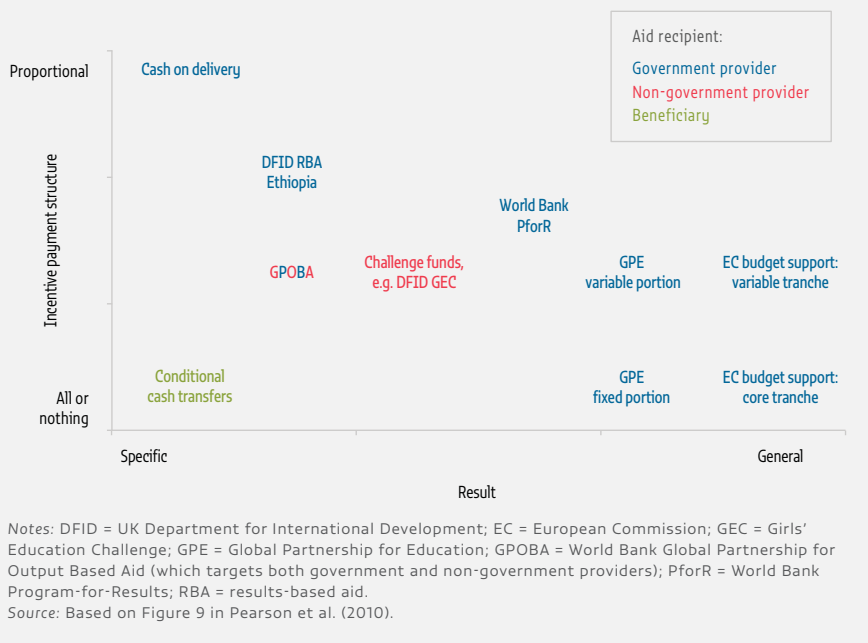 Aid recipient:
Government provider
Non-government provider
Beneficiary
Proportional
Cash on delivery
DFID RBA
Ethiopia
World Bank
PforR
Incentive payment structure
GPOBA
Challenge funds,
e.g. DFID GEC
GPE
variable portion
EC budget support:
variable tranche
Conditional
cash transfers
GPE
fixed portion
EC budget support:
core tranche
All or
nothing
Specific
General
Result
Notes: DFID = UK Department for International Development; EC = European Commission; GEC = Girls'
Education Challenge; GPE = Global Partnership for Education; GPOBA = World Bank Global Partnership for
Output Based Aid (which targets both government and non-government providers); PforR = World Bank
Program-for-Results; RBA = results-based aid.
Source: Based on Figure 9 in Pearson et al. (2010).